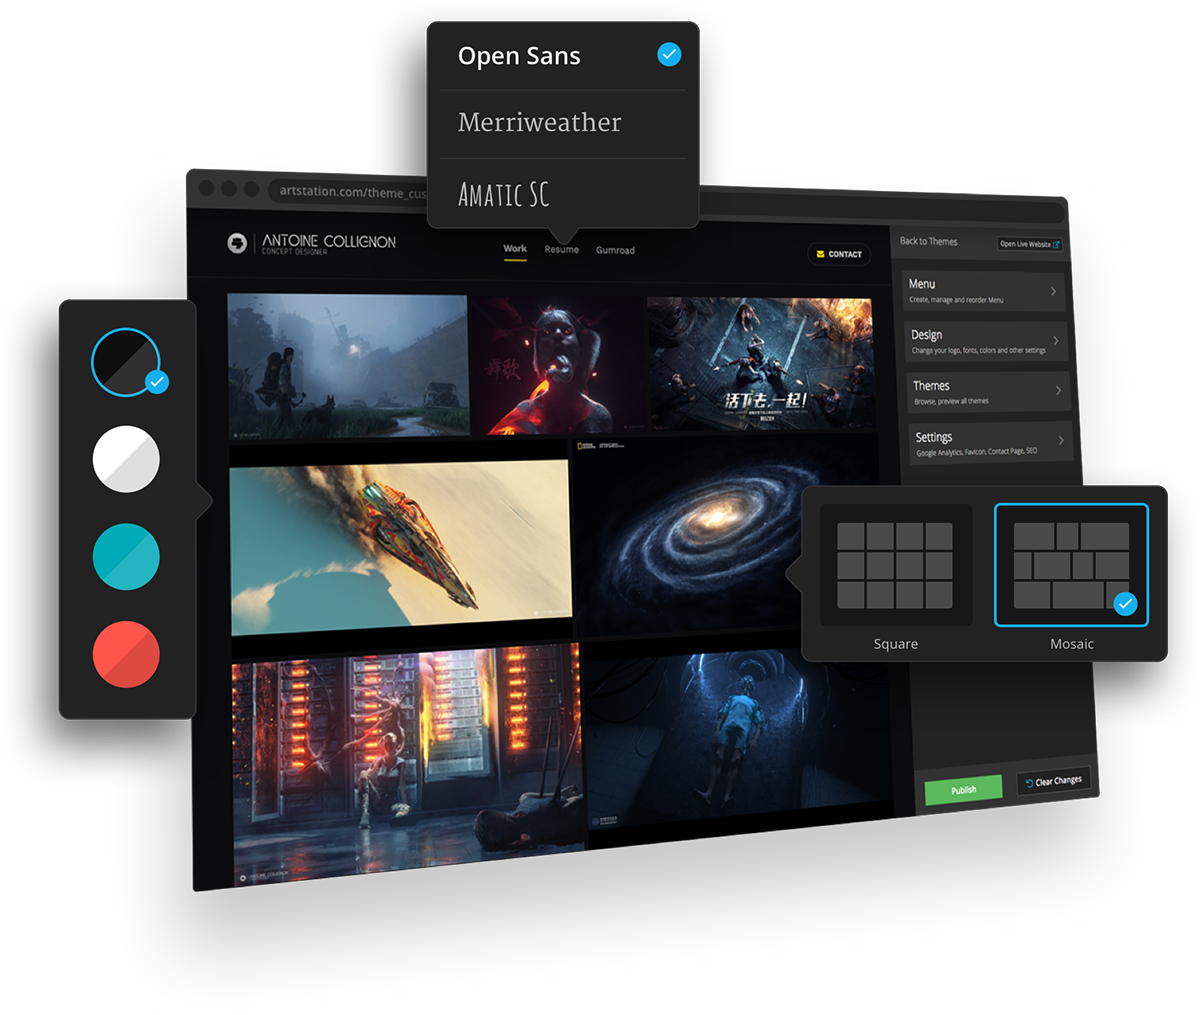 Open Sans
Merriweather
Amatic SC
artstation.com/theme_cus
ANTOINE COLLIGNON
CONCEPT DESIGNER
Work
Resume
Gumroad
CONTACT
Back to Themes
Open Live Website
Menu
Create, manage and reorder Menu
Design
Change your logo, fonts, colors and other settings
Themes
Browse, preview all themes
Settings
Google Analytics, Favicon, Contact Page, SEO
舞歌
活下去,一起!
Square
Mosaic
Publish
Clear Changes